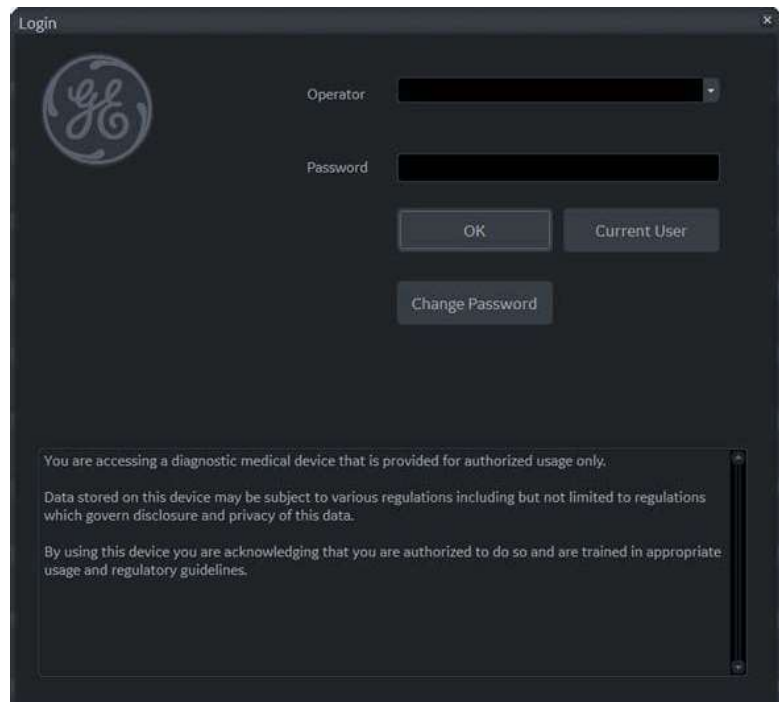 Login
GE
Operator
Password
OK
Current User
Change Password
You are accessing a diagnostic medical device that is provided for authorized usage only.
Data stored on this device may be subject to various regulations including but not limited to regulations
which govern disclosure and privacy of this data.
By using this device you are acknowledging that you are authorized to do so and are trained in appropriate
usage and regulatory guidelines.